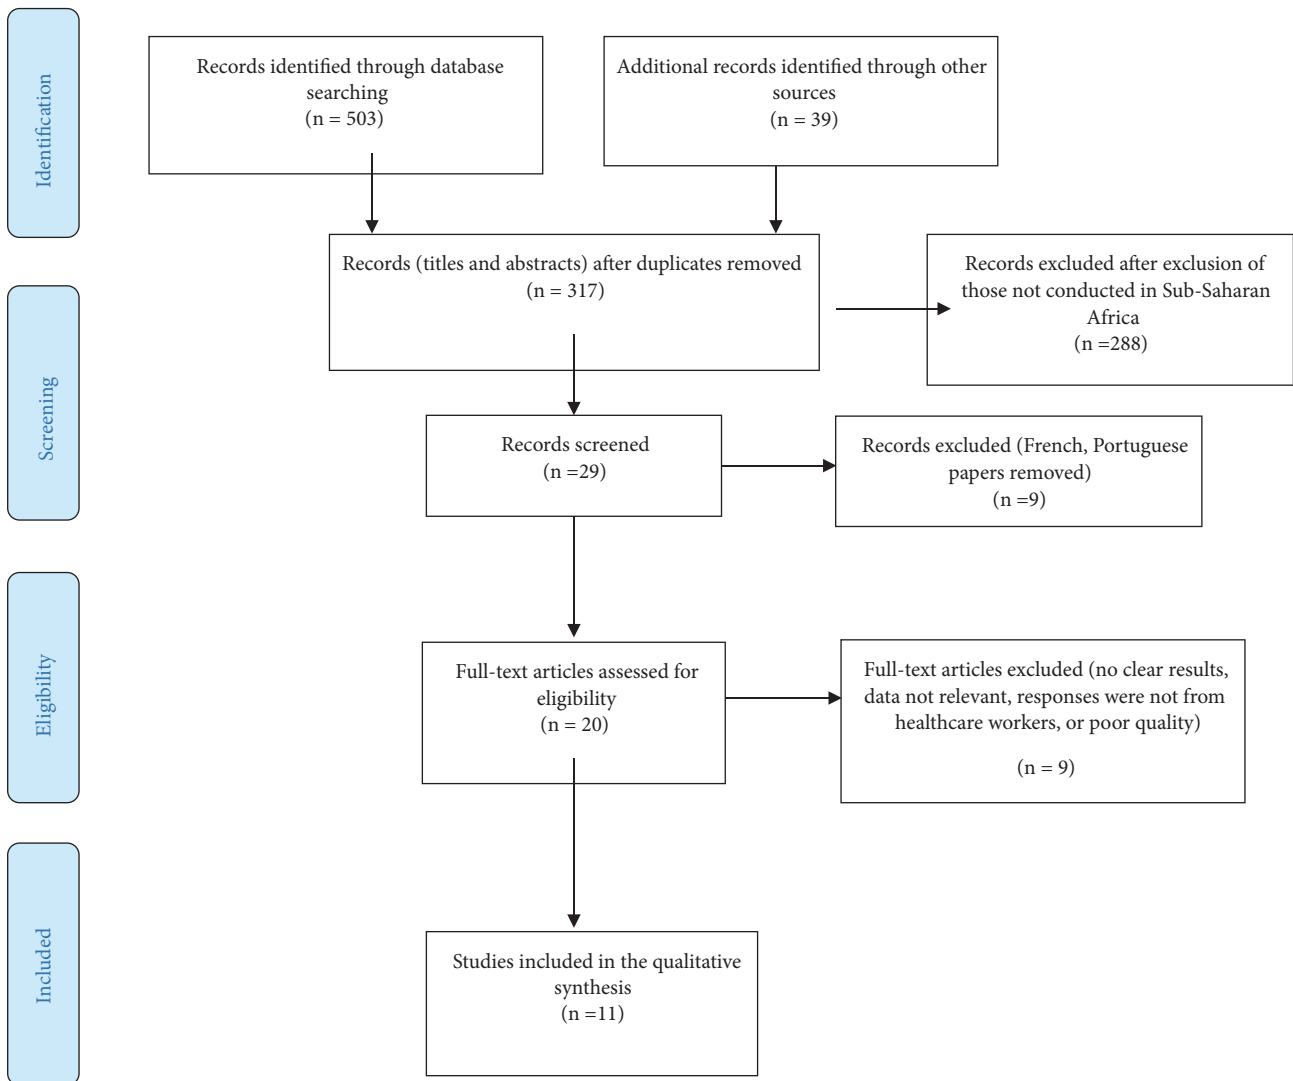 Identification
Records identified through database
searching
(n = 503)
Additional records identified through other
sources
(n = 39)
Records (titles and abstracts) after duplicates removed
(n = 317)
Records excluded after exclusion of
those not conducted in Sub-Saharan
Africa
(n =288)
Screening
Records screened
(n =29)
Records excluded (French, Portuguese
papers removed)
(n =9)
Eligibility
Full-text articles assessed for
eligibility
(n = 20)
Full-text articles excluded (no clear results,
data not relevant, responses were not from
healthcare workers, or poor quality)
(n = 9)
Included
Studies included in the qualitative
synthesis
(n =11)